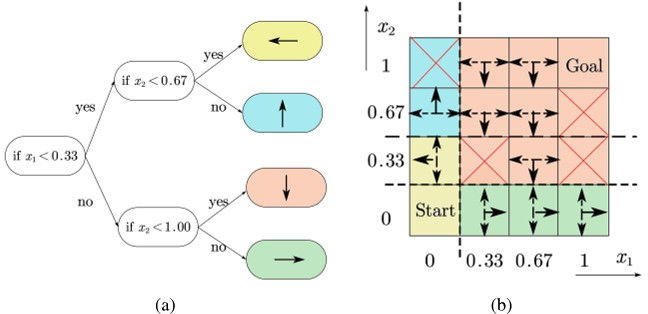 yes
if x₂ < 0.67
no
yes
if x₁ < 0.33
no
yes
if x₂ < 1.00
no
(a)
x₂
1
Goal
0.67
0.33
0
Start
0 0.33 0.67 1 x₁
(b)